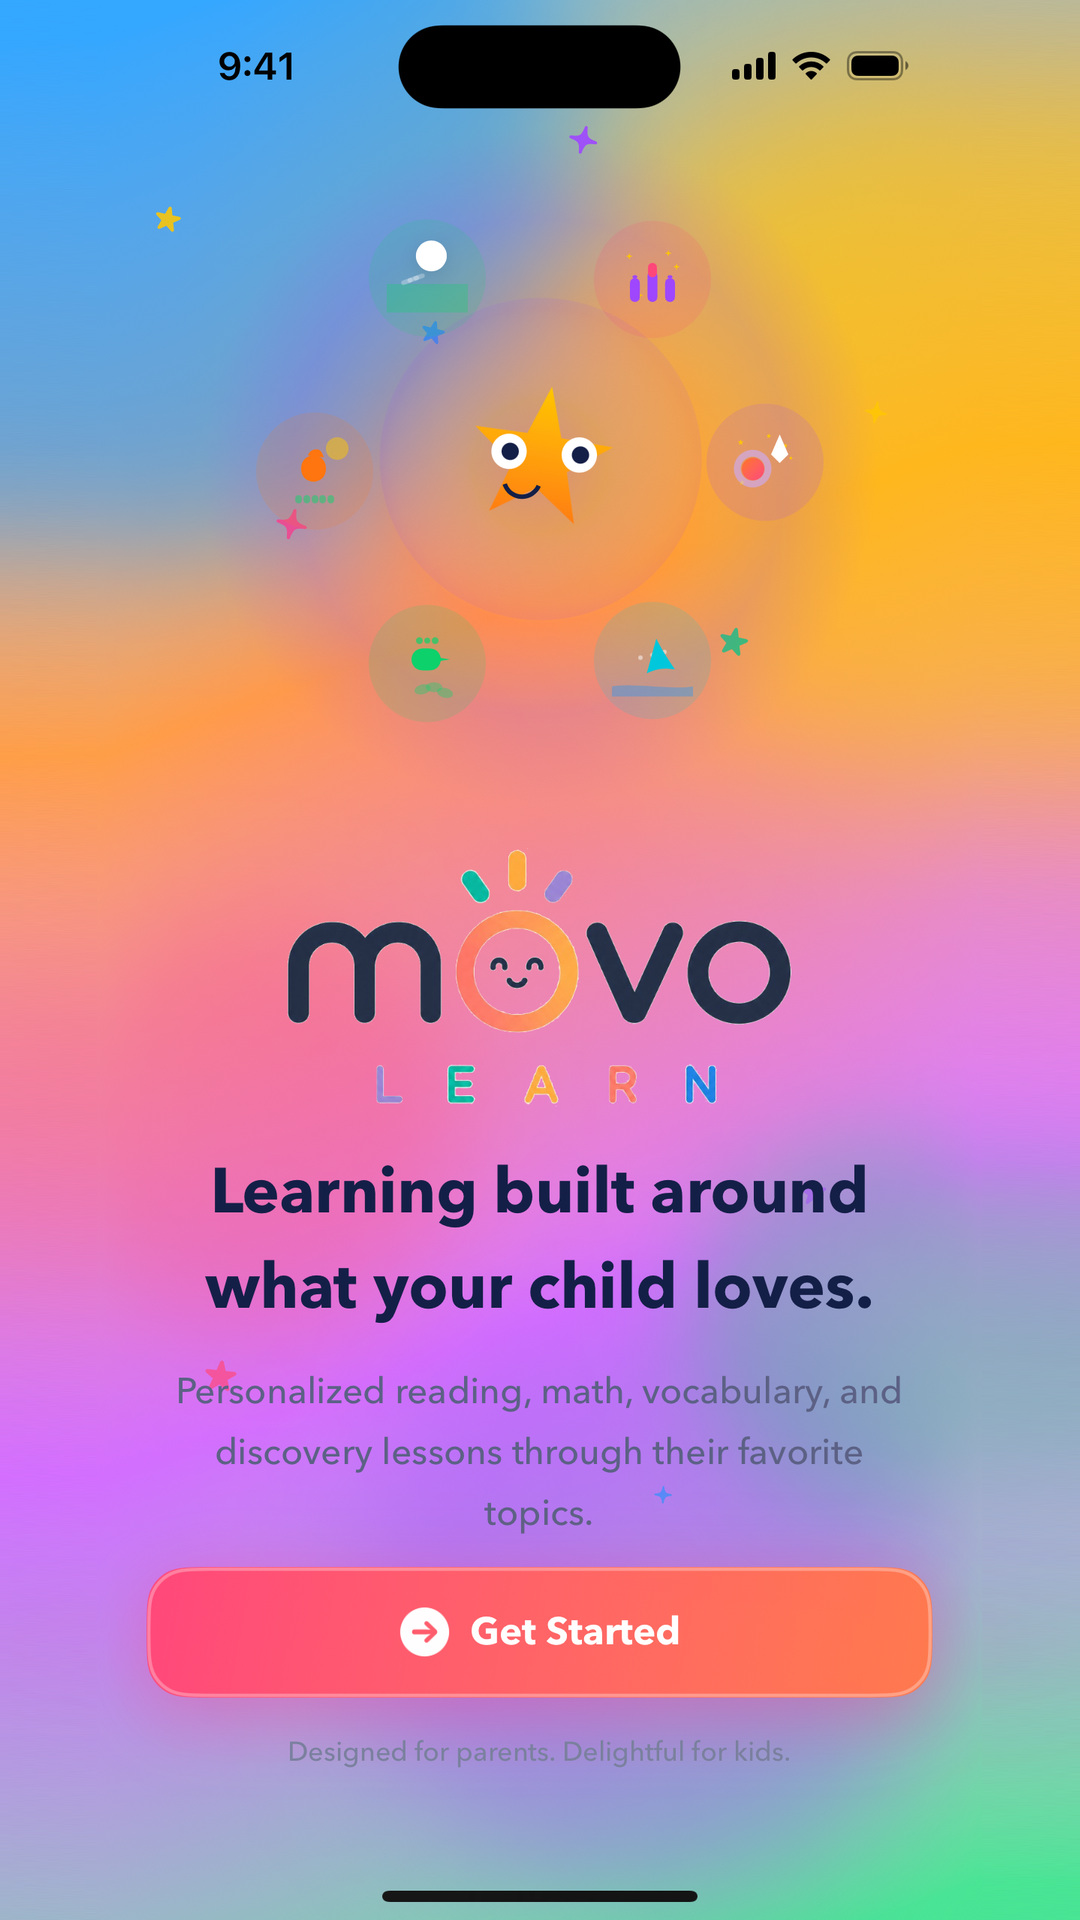 9:41
movo
LEARN
Learning built around
what your child loves.
Personalized reading, math, vocabulary, and
discovery lessons through their favorite
topics.
Get Started
Designed for parents. Delightful for kids.